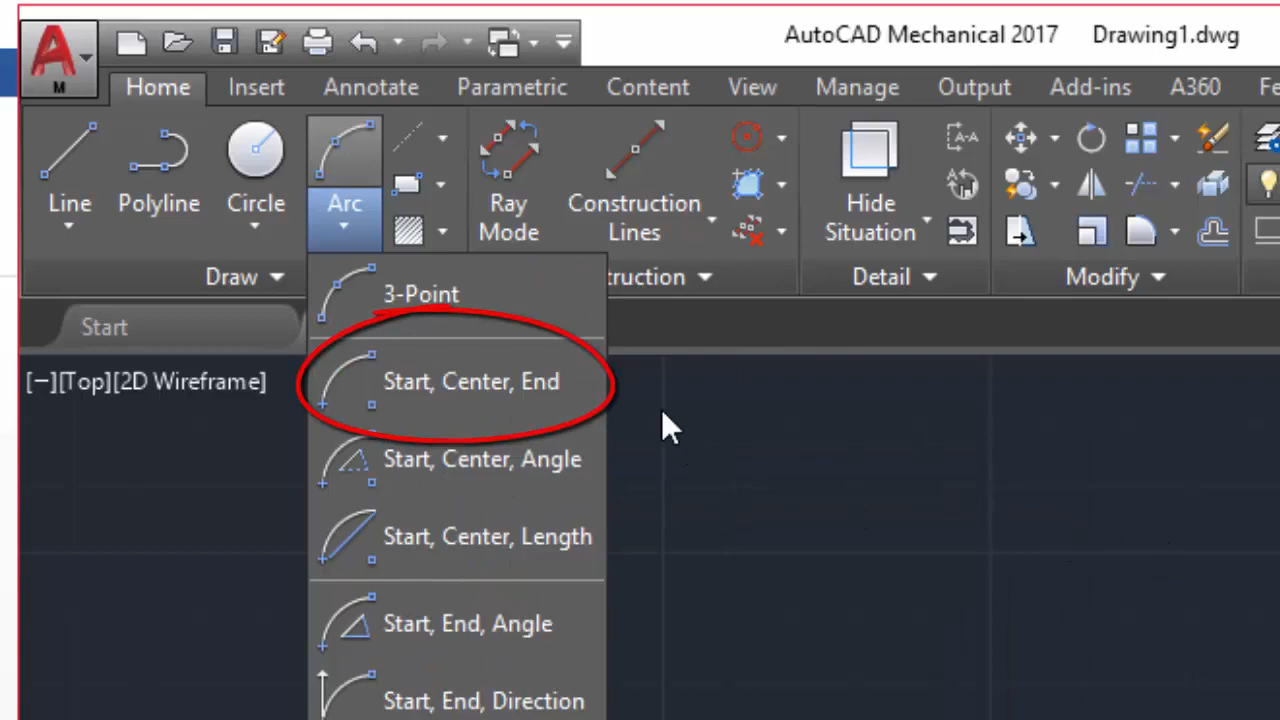 AutoCAD Mechanical 2017 Drawing1.dwg
M
Home Insert Annotate Parametric Content View Manage Output Add-ins A360 Fe
Line Polyline Circle Arc Ray Mode Construction Lines Hide Situation
Draw ruction Detail Modify
3-Point
Start
Start, Center, End
[−][Top][2D Wireframe]
Start, Center, Angle
Start, Center, Length
Start, End, Angle
Start, End, Direction